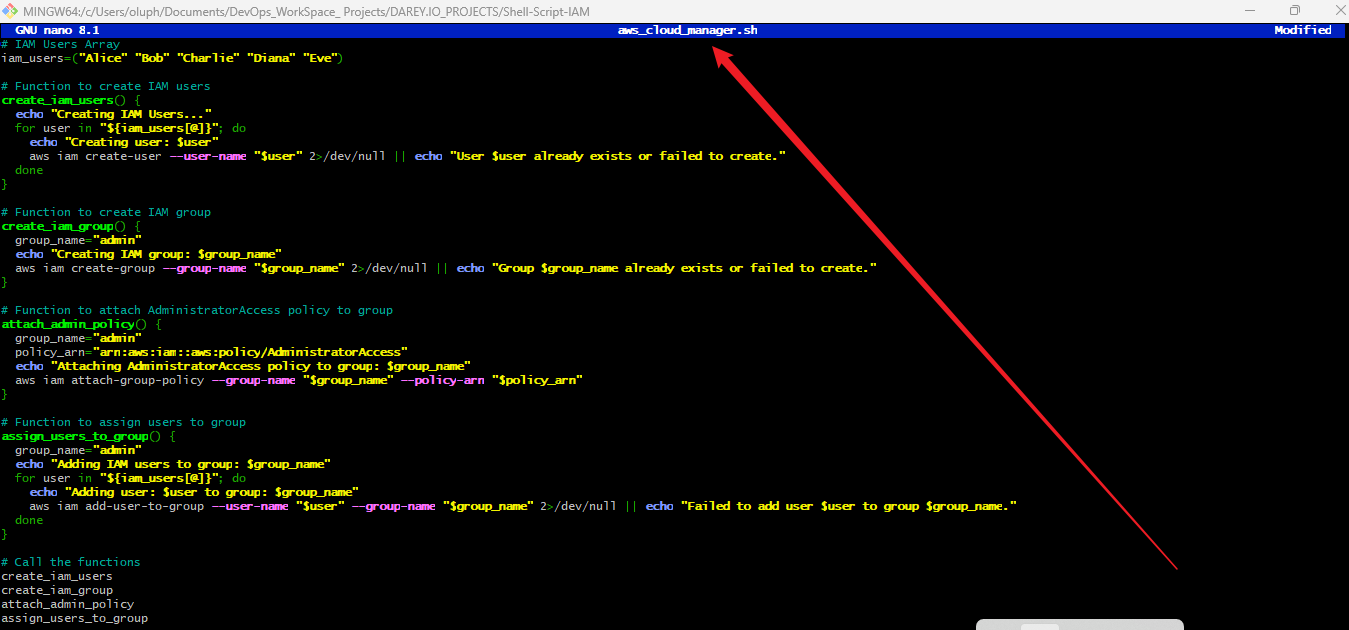 MINGW64:/c/Users/oluph/Documents/DevOps_WorkSpace_ Projects/DAREY.IO_PROJECTS/Shell-Script-IAM
GNU nano 8.1 aws_cloud_manager.sh Modified
# IAM Users Array
iam_users=("Alice" "Bob" "Charlie" "Diana" "Eve")
# Function to create IAM users
create_iam_users() {
  echo "Creating IAM Users..."
  for user in "${iam_users[@]}"; do
    echo "Creating user: $user"
    aws iam create-user --user-name "$user" 2>/dev/null || echo "User $user already exists or failed to create."
  done
}
# Function to create IAM group
create_iam_group() {
  group_name="admin"
  echo "Creating IAM group: $group_name"
  aws iam create-group --group-name "$group_name" 2>/dev/null || echo "Group $group_name already exists or failed to create."
}
# Function to attach AdministratorAccess policy to group
attach_admin_policy() {
  group_name="admin"
  policy_arn="arn:aws:iam::aws:policy/AdministratorAccess"
  echo "Attaching AdministratorAccess policy to group: $group_name"
  aws iam attach-group-policy --group-name "$group_name" --policy-arn "$policy_arn"
}
# Function to assign users to group
assign_users_to_group() {
  group_name="admin"
  echo "Adding IAM users to group: $group_name"
  for user in "${iam_users[@]}"; do
    echo "Adding user: $user to group: $group_name"
    aws iam add-user-to-group --user-name "$user" --group-name "$group_name" 2>/dev/null || echo "Failed to add user $user to group $group_name."
  done
}
# Call the functions
create_iam_users
create_iam_group
attach_admin_policy
assign_users_to_group